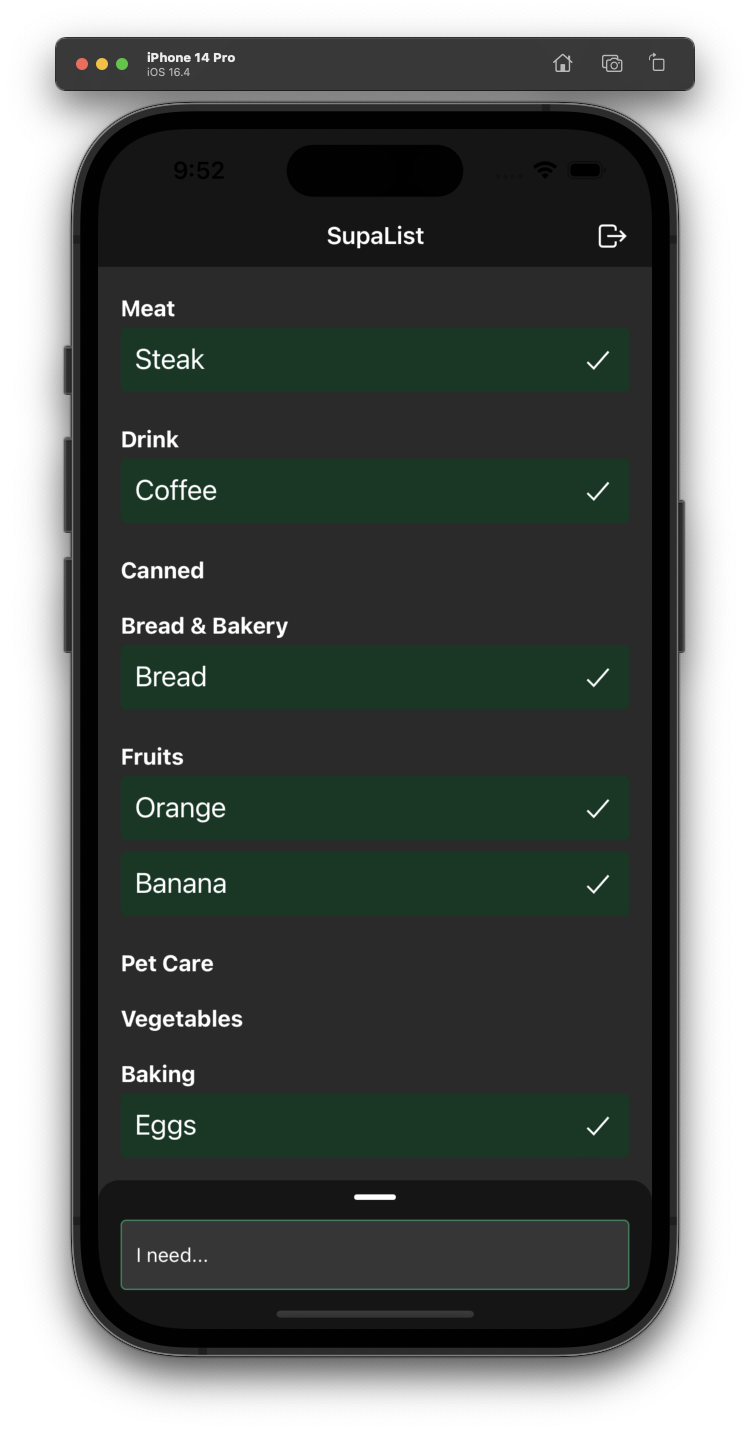 iPhone 14 Pro
iOS 16.4
9:52
SupaList
Meat
Steak
Drink
Coffee
Canned
Bread & Bakery
Bread
Fruits
Orange
Banana
Pet Care
Vegetables
Baking
Eggs
I need...